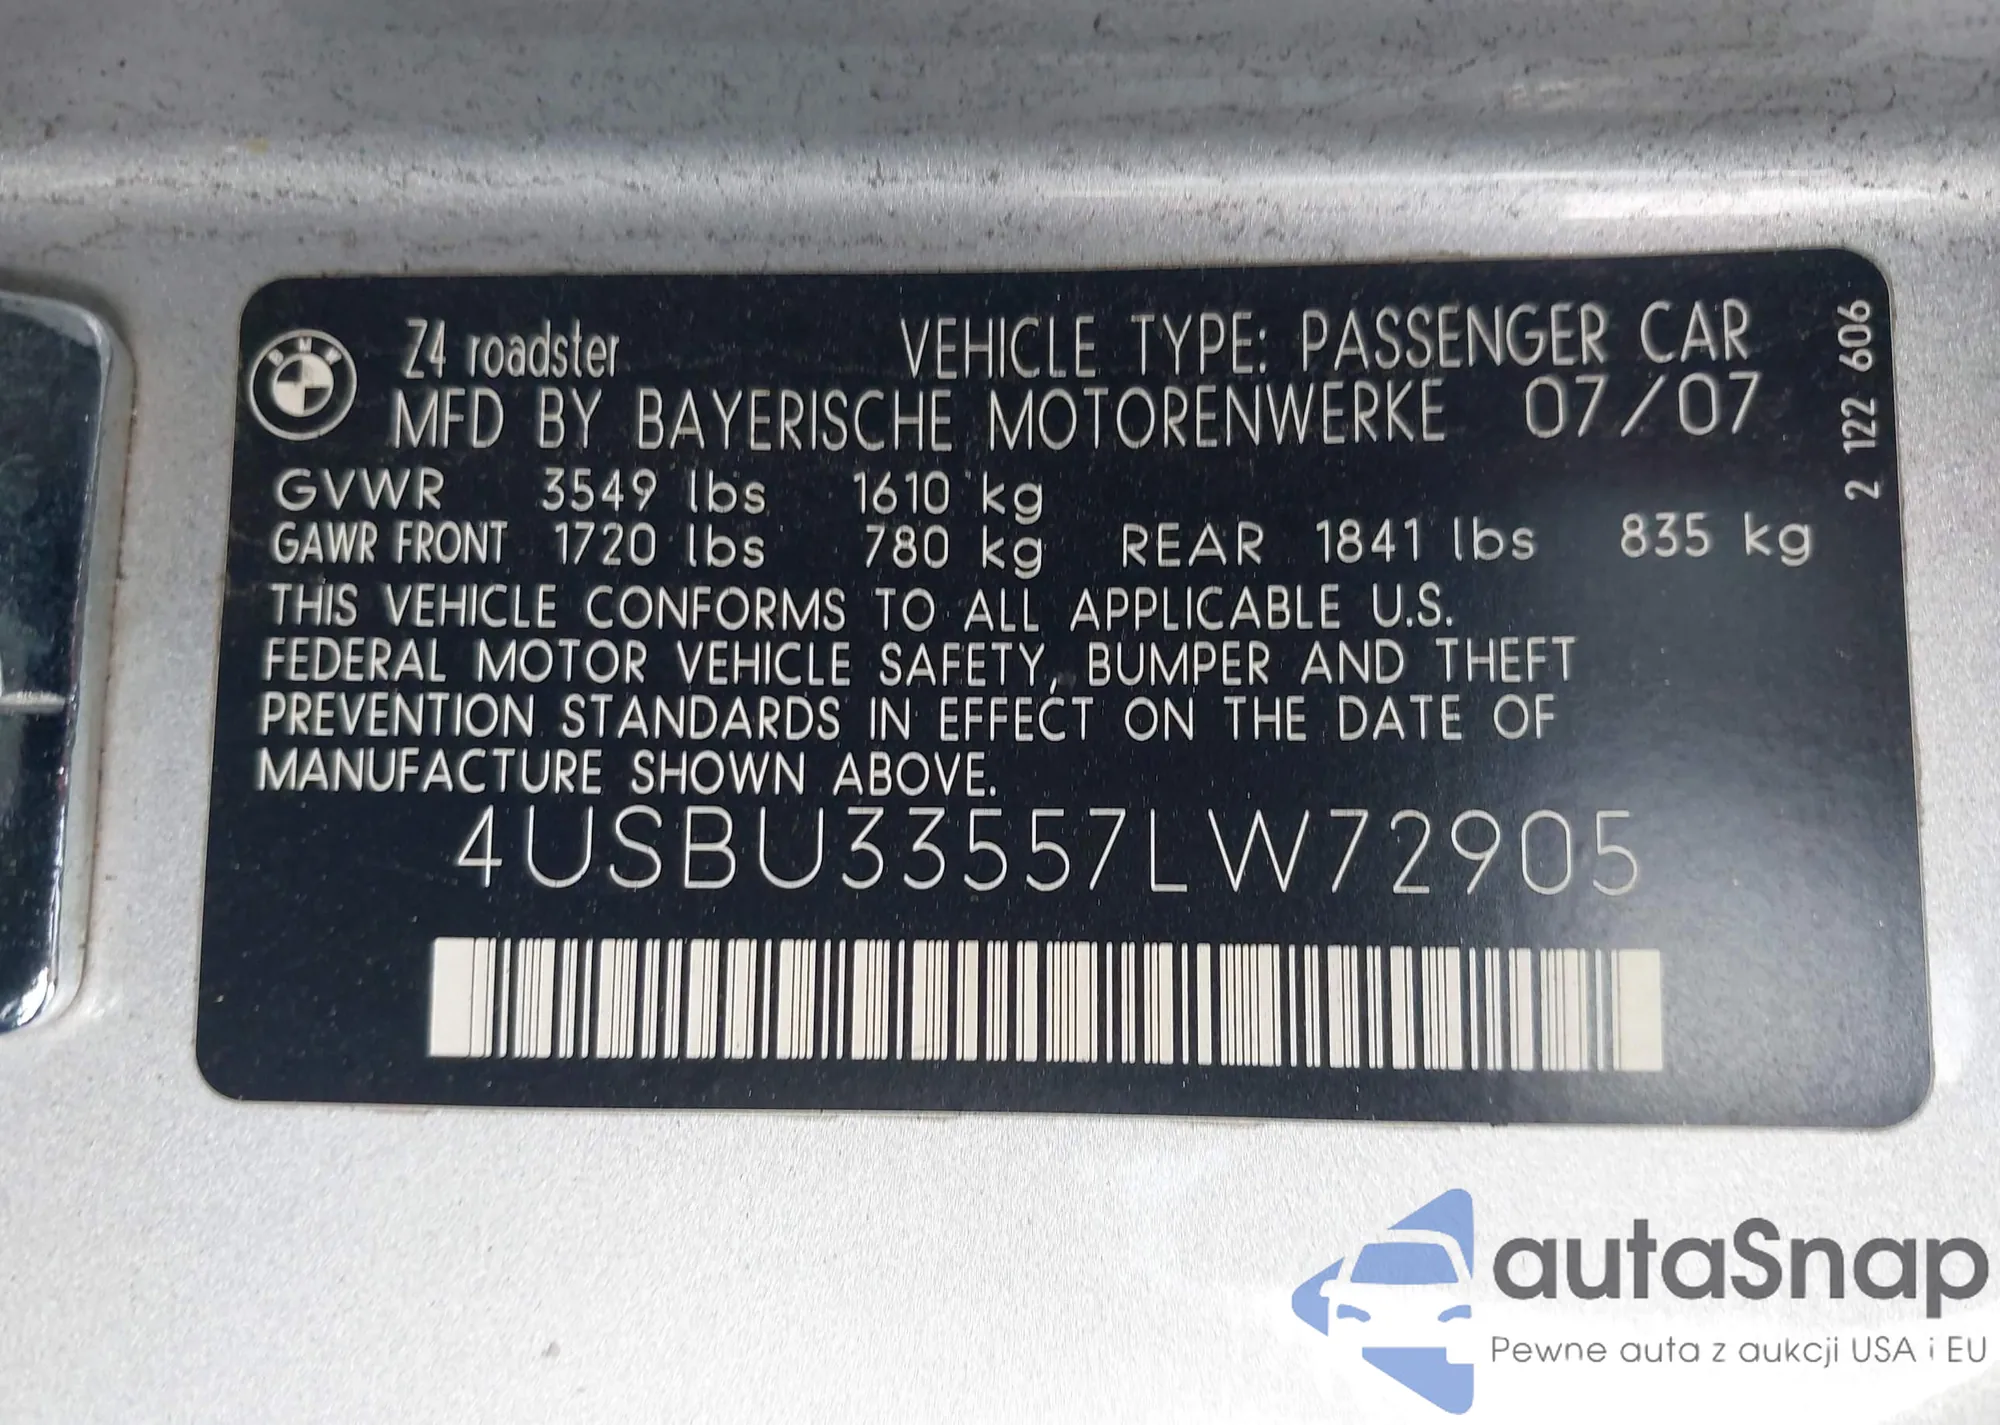 BMW
Z4 roadster VEHICLE TYPE: PASSENGER CAR
MFD BY BAYERISCHE MOTORENWERKE 07/07
GVWR 3549 lbs 1610 kg
GAWR FRONT 1720 lbs 780 kg REAR 1841 lbs 835 kg
THIS VEHICLE CONFORMS TO ALL APPLICABLE U.S.
FEDERAL MOTOR VEHICLE SAFETY, BUMPER AND THEFT
PREVENTION STANDARDS IN EFFECT ON THE DATE OF
MANUFACTURE SHOWN ABOVE.
4USBU33557LW72905
2 122 606
autaSnap
Pewne auta z aukcji USA i EU